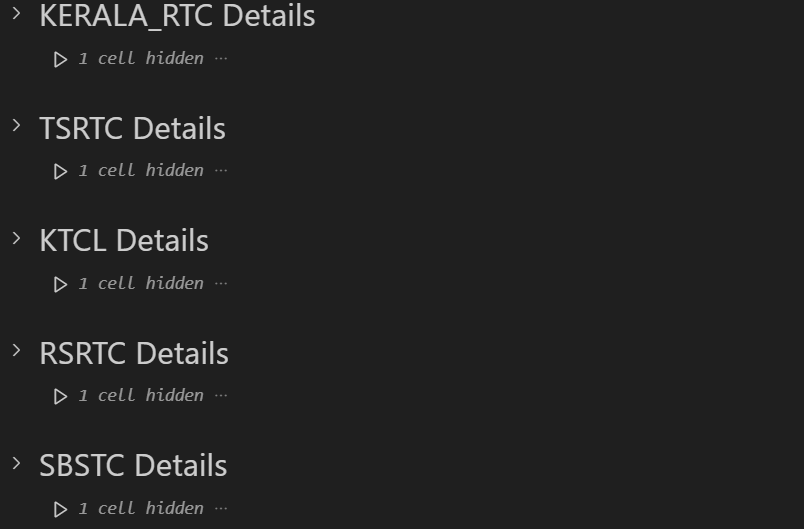 KERALA_RTC Details
1 cell hidden ...
TSRTC Details
1 cell hidden ...
KTCL Details
1 cell hidden ...
RSRTC Details
1 cell hidden ...
SBSTC Details
1 cell hidden ...